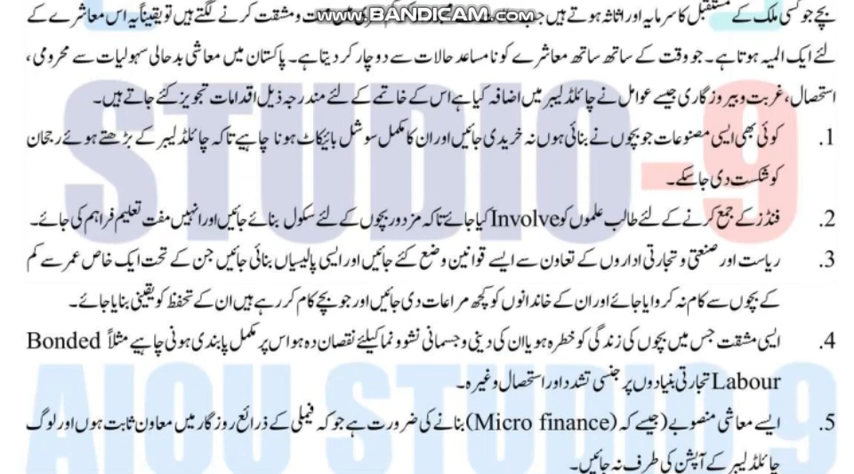 www.BANDICAM.com
بچے جو کسی ملک کے مستقبل کا سرمایہ اور اثاثہ ہوتے ہیں جب و مشقت کرنے لگتے ہیں تو یقیناً یہ اس معاشرے کے
لئے ایک المیہ ہوتا ہے۔ جو وقت کے ساتھ ساتھ معاشرے کو نامساعد حالات سے دوچار کر دیتا ہے۔ پاکستان میں معاشی بدحالی سہولیات سے محرومی،
استحصال، غربت و بیروزگاری جیسے عوامل نے چائلڈ لیبر میں اضافہ کیا ہے اس کے خاتمے کے لئے مندرجہ ذیل اقدامات تجویز کئے جاتے ہیں۔
1. کوئی بھی ایسی مصنوعات جو بچوں نے بنائی ہوں نہ خریدی جائیں اور ان کا مکمل سوشل بائیکاٹ ہونا چاہیے تاکہ چائلڈ لیبر کے بڑھتے ہوئے رجحان
کو شکست دی جا سکے۔
2. فنڈز کے جمع کرنے کے لئے طالب علموں کو Involve کیا جائے تاکہ مزدور بچوں کے لئے سکول بنائے جائیں اور انہیں مفت تعلیم فراہم کی جائے۔
3. ریاست اور صنعتی و تجارتی اداروں کے تعاون سے ایسے قوانین وضع کئے جائیں اور ایسی پالیسیاں بنائی جائیں جن کے تحت ایک خاص عمر سے کم
کے بچوں سے کام نہ کروایا جائے اور ان کے خاندانوں کو کچھ مراعات دی جائیں اور جو بچے کام کر رہے ہیں ان کے تحفظ کو یقینی بنایا جائے۔
4. ایسی مشقت جس میں بچوں کی زندگی کو خطرہ ہو یا ان کی دینی و جسمانی نشوونما کیلئے نقصان دہ ہو اس پر مکمل پابندی ہونی چاہیے مثلاً Bonded
Labour تجارتی بنیادوں پر جنسی تشدد اور استحصال وغیرہ۔
5. ایسے معاشی منصوبے (جیسے کہ Micro finance) بنانے کی ضرورت ہے جو کہ فیملی کے ذرائع روزگار میں معاون ثابت ہوں اور لوگ
چائلڈ لیبر کے آپشن کی طرف نہ جائیں۔
STUDIO-9
AIOU STUDIO-9